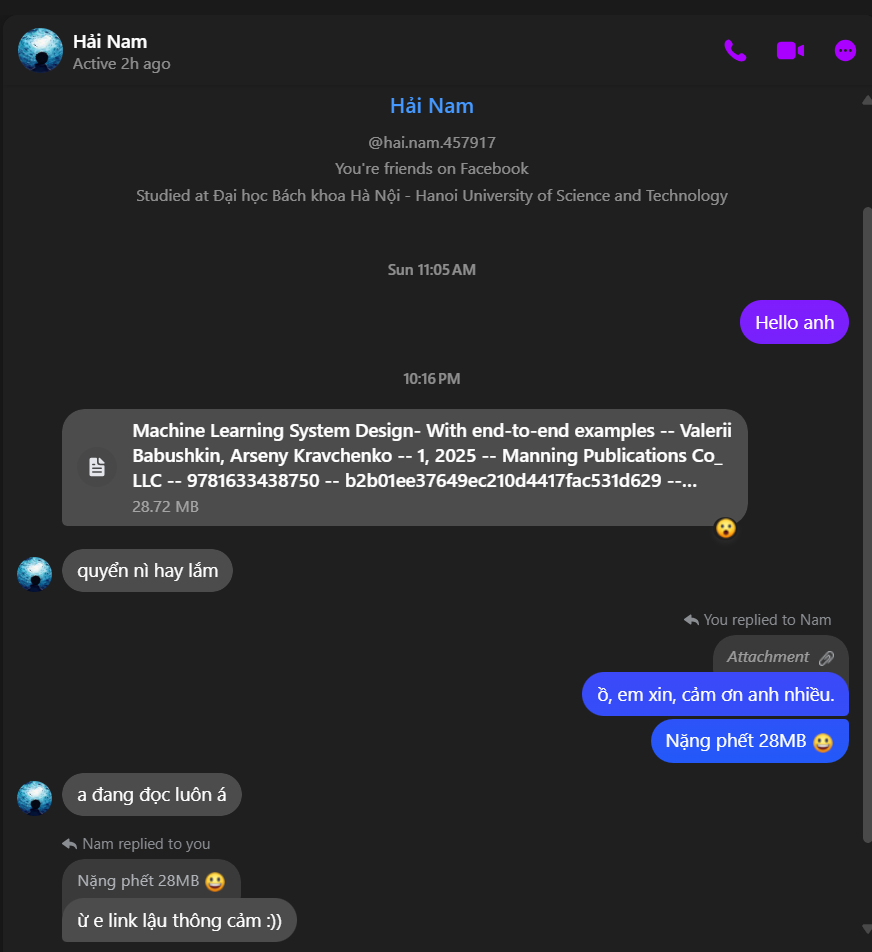 Hải Nam
Active 2h ago
Hải Nam
@hai.nam.457917
You're friends on Facebook
Studied at Đại học Bách khoa Hà Nội - Hanoi University of Science and Technology
Sun 11:05 AM
Hello anh
10:16 PM
Machine Learning System Design- With end-to-end examples -- Valerii
Babushkin, Arseny Kravchenko -- 1, 2025 -- Manning Publications Co_
LLC -- 9781633438750 -- b2b01ee37649ec210d4417fac531d629 --...
28.72 MB
quyển nì hay lắm
You replied to Nam
Attachment
ồ, em xin, cảm ơn anh nhiều.
Nặng phết 28MB 😀
a đang đọc luôn á
Nam replied to you
Nặng phết 28MB 😀
ừ e link lậu thông cảm :))